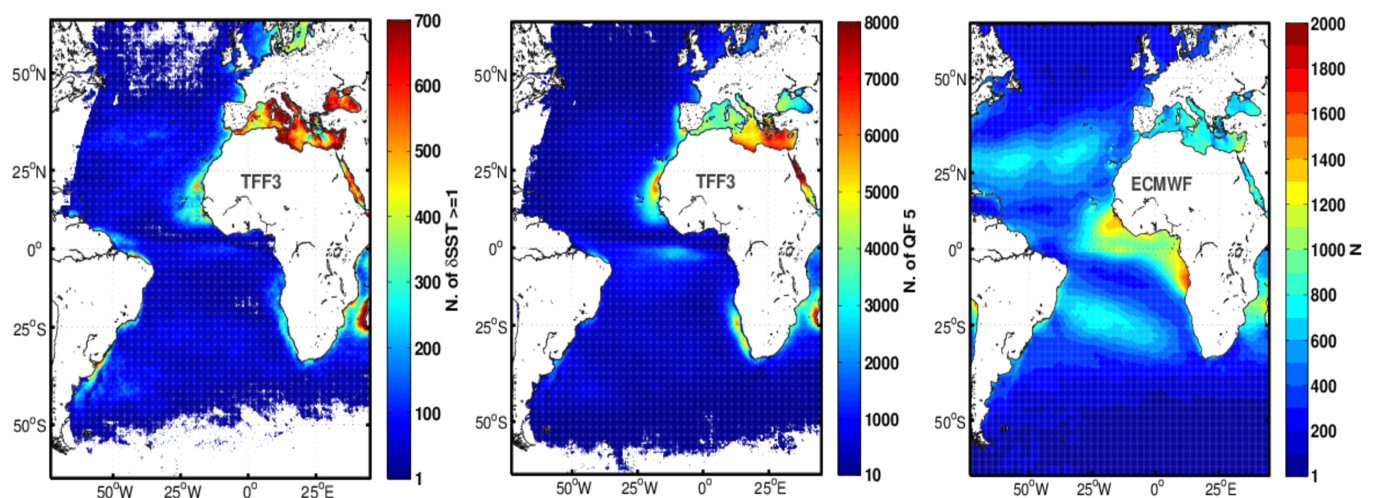 50°N
25°N
0°
25°S
50°S
50°W 25°W 0° 25°E
TFF3
700
600
500
400
300
200
100
1
N. of δSST >=1
50°N
25°N
0°
25°S
50°S
50°W 25°W 0° 25°E
TFF3
8000
7000
6000
5000
4000
3000
2000
1000
10
N. of QF 5
50°N
25°N
0°
25°S
50°S
50°W 25°W 0° 25°E
ECMWF
2000
1800
1600
1400
1200
1000
800
600
400
200
1
N